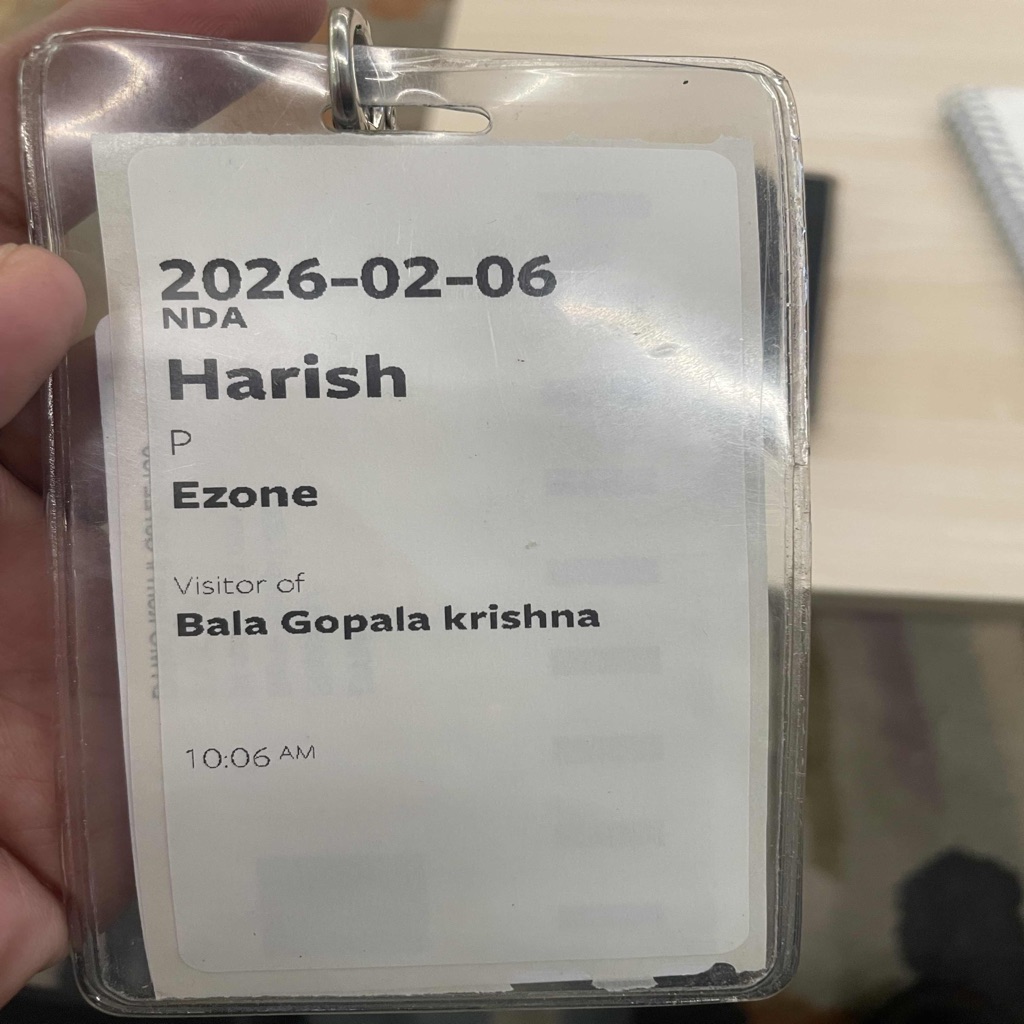 2026-02-06
NDA
Harish
P
Ezone
Visitor of
Bala Gopala krishna
10:06 AM